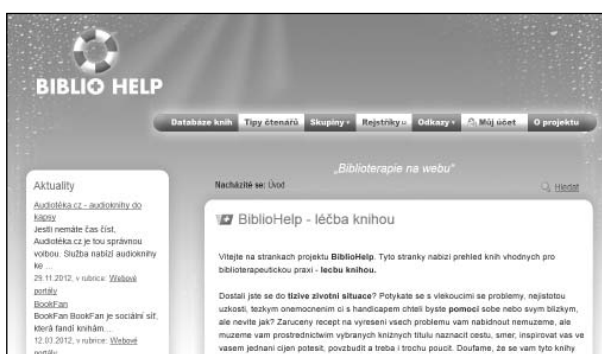 BIBLIO HELP
Databáze knih Tipy čtenářů Skupiny Rejstříky Odkazy Můj účet O projektu
„Biblioterapie na webu“
Nacházíte se: Úvod
Hledat
Aktuality
Audiotéka.cz - audioknihy do
kapsy
Jestli nemáte čas číst,
Audiotéka.cz je tou správnou
volbou. Služba nabízí audioknihy
ke ...
29.11.2012, v rubrice: Webové
portály
BookFan
BookFan BookFan je sociální síť,
která fandí knihám....
12.03.2012, v rubrice: Webové
portály
BiblioHelp - léčba knihou
Vitejte na strankach projektu BiblioHelp. Tyto stranky nabizi prehled knih vhodnych pro
biblioterapeutickou praxi - lecbu knihou.
Dostali jste se do tizive zivotni situace? Potykate se s vlekoucimi se problemy, nejistotou
uzkosti, tezkym onemocnenim ci s handicapem chteli byste pomoci sobe nebo svym blizkym,
ale nevite jak? Zaruceny recept na vyreseni vsech problemu vam nabidnout nemuzeme, ale
muzeme vam prostrednictvim vybranych kniznich titulu naznacit cestu, smer, inspirovat vas ve
vasem jednani cijen potesit, povzbudit a treba i trochu poucit. Doufame, že se vam tyto knihy